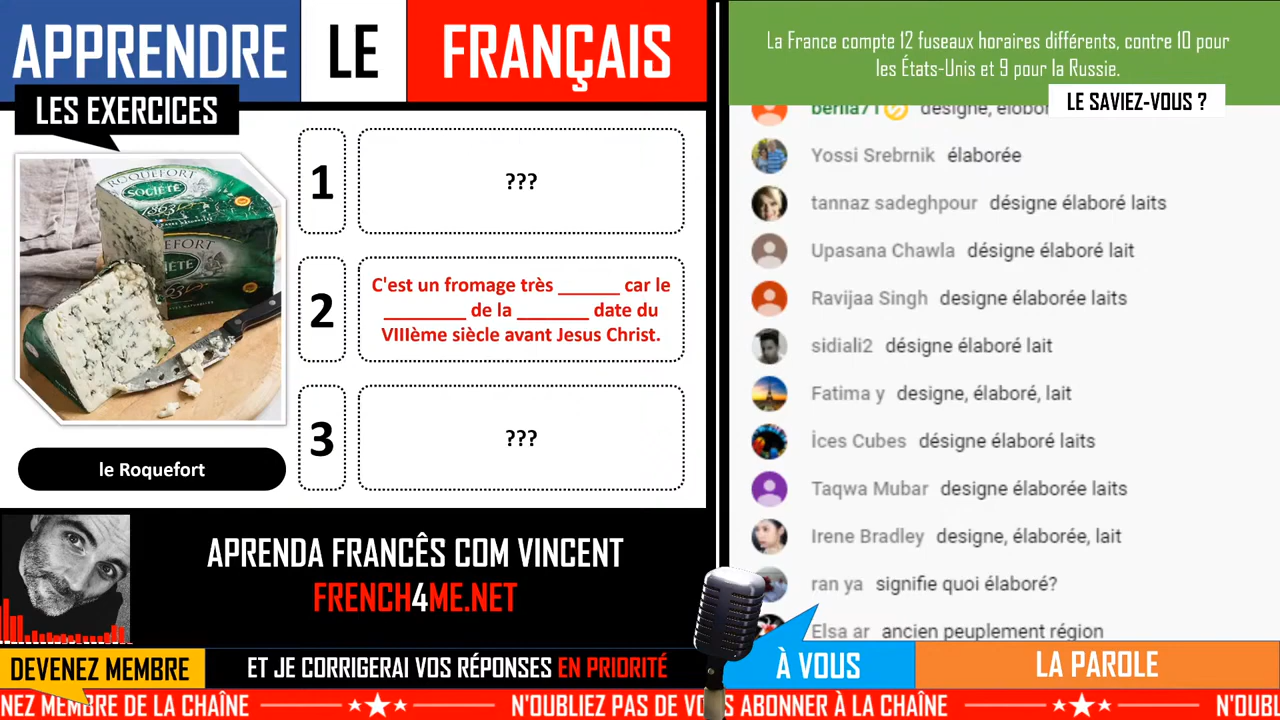 APPRENDRE LE FRANÇAIS
LES EXERCICES
ROQUEFORT
SOCIÉTÉ
1863
le Roquefort
1
???
2
C'est un fromage très ______ car le
________ de la _______ date du
VIIIème siècle avant Jesus Christ.
3
???
APRENDA FRANCÊS COM VINCENT
FRENCH4ME.NET
DEVENEZ MEMBRE
ET JE CORRIGERAI VOS RÉPONSES EN PRIORITÉ
La France compte 12 fuseaux horaires différents, contre 10 pour
les États-Unis et 9 pour la Russie.
LE SAVIEZ-VOUS ?
designe,
Yossi Srebrnik élaborée
tannaz sadeghpour désigne élaboré laits
Upasana Chawla désigne élaboré lait
Ravijaa Singh designe élaborée laits
sidiali2 désigne élaboré lait
Fatima y designe, élaboré, lait
İces Cubes désigne élaboré laits
Taqwa Mubar designe élaborée laits
Irene Bradley designe, élaborée, lait
ran ya signifie quoi élaboré?
Elsa ar ancien peuplement région
À VOUS
LA PAROLE
NEZ MEMBRE DE LA CHAÎNE N'OUBLIEZ PAS DE VOUS ABONNER À LA CHAÎNE N'OUBL